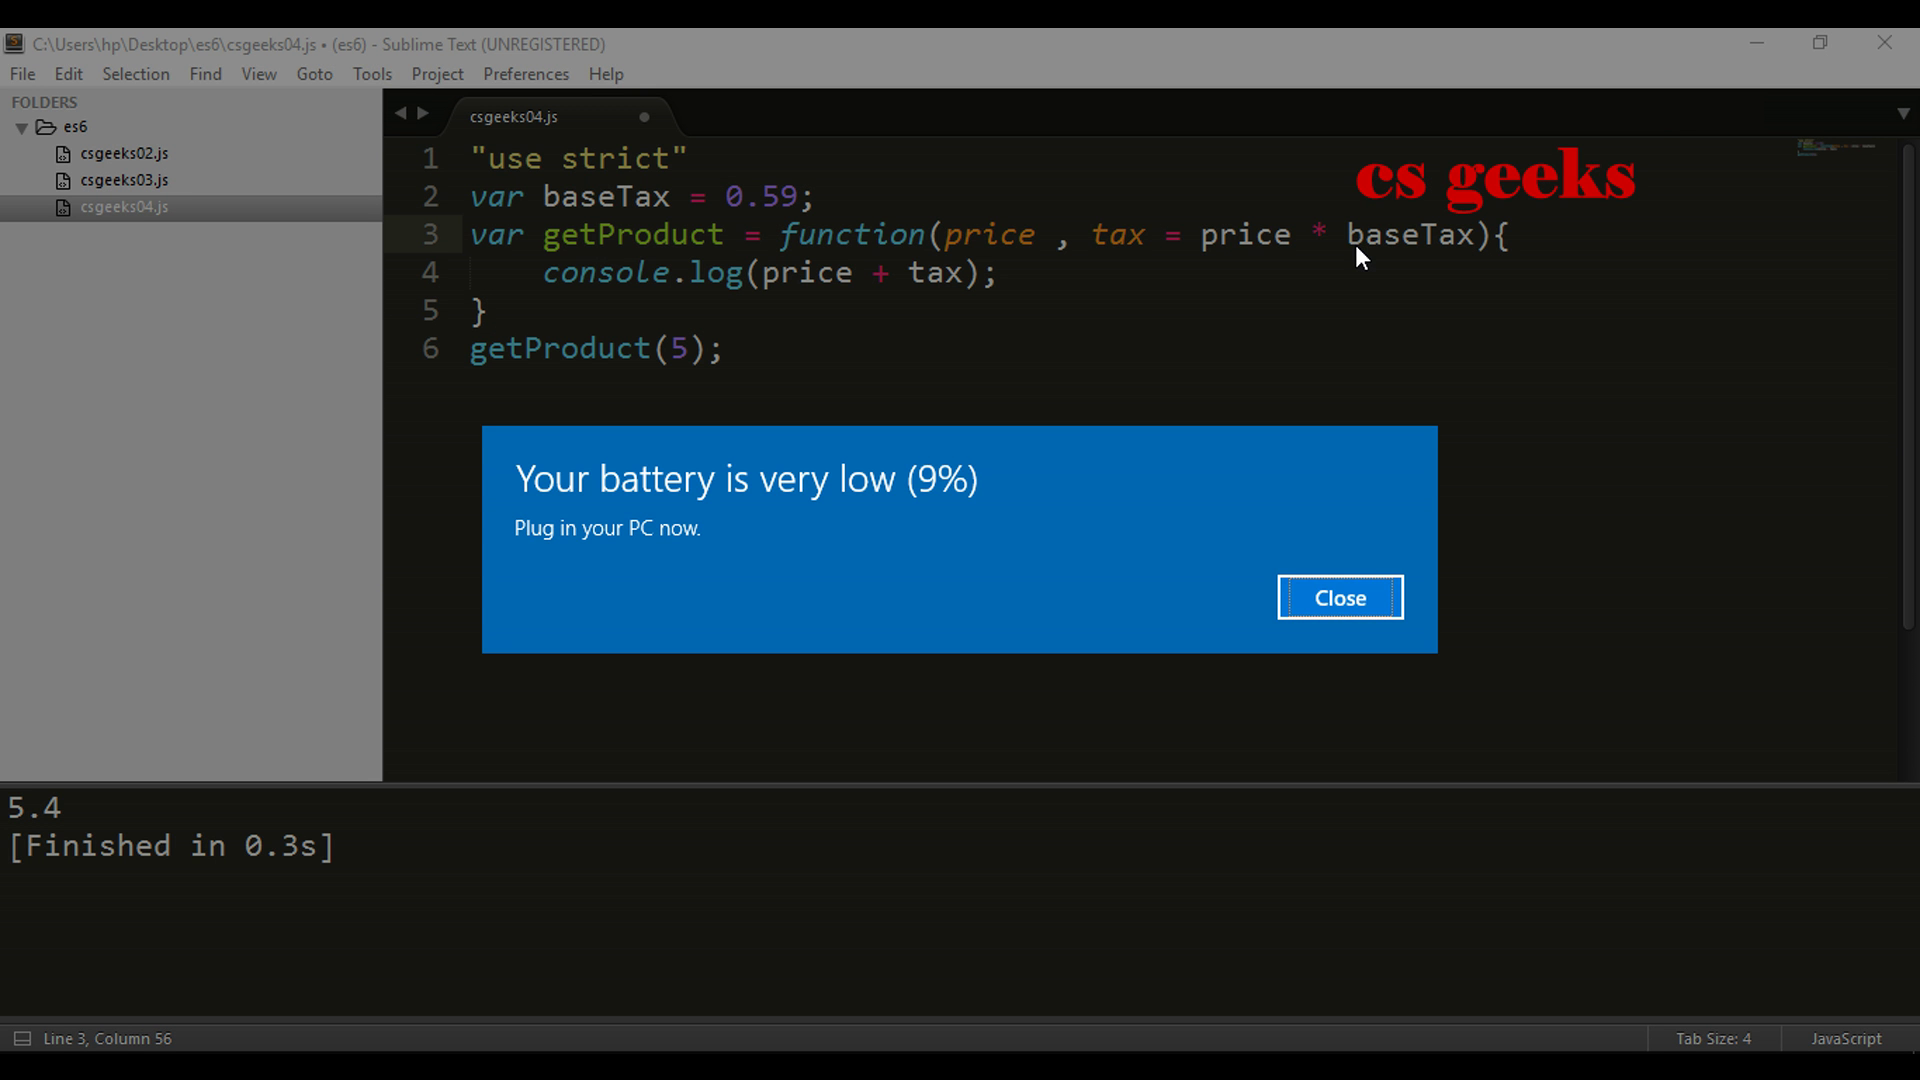 C:\Users\hp\Desktop\es6\csgeeks04.js • (es6) - Sublime Text (UNREGISTERED)
File Edit Selection Find View Goto Tools Project Preferences Help
FOLDERS
es6
csgeeks02.js
csgeeks03.js
csgeeks04.js
csgeeks04.js
cs geeks
1 "use strict"
2 var baseTax = 0.59;
3 var getProduct = function(price , tax = price * baseTax){
4 console.log(price + tax);
5 }
6 getProduct(5);
Your battery is very low (9%)
Plug in your PC now.
Close
5.4
[Finished in 0.3s]
Line 3, Column 56
Tab Size: 4
JavaScript